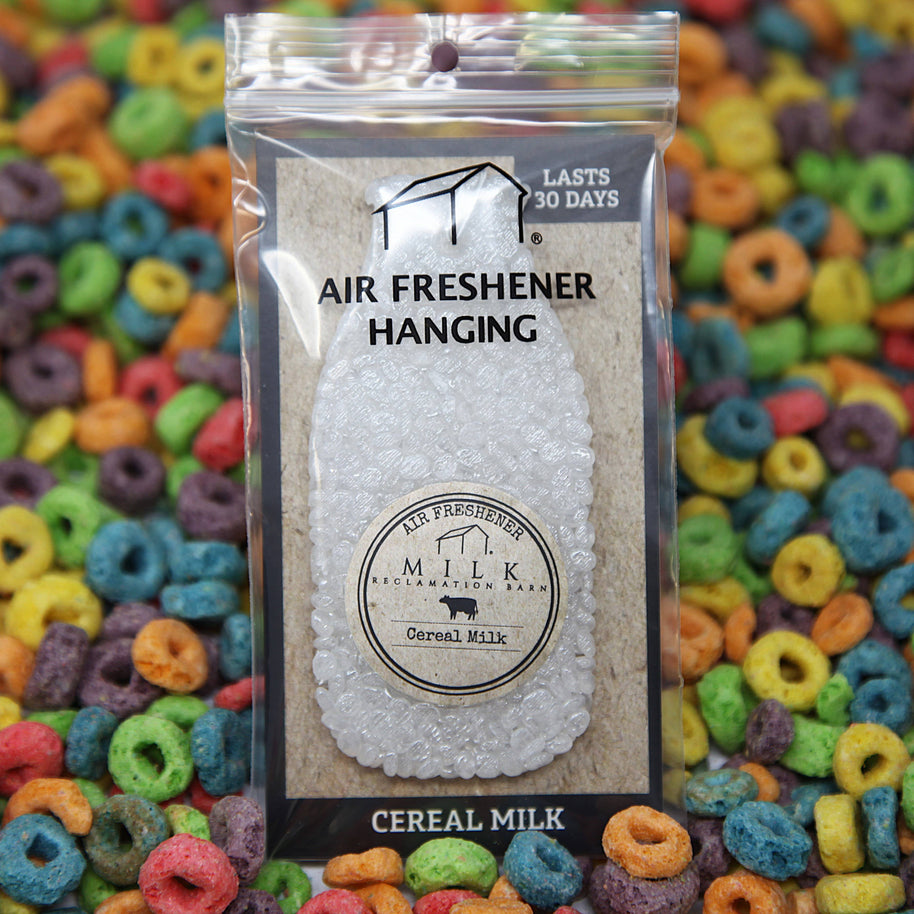 LASTS
30 DAYS
®
AIR FRESHENER
HANGING
AIR FRESHENER
MILK
RECLAMATION BARN
Cereal Milk
CEREAL MILK